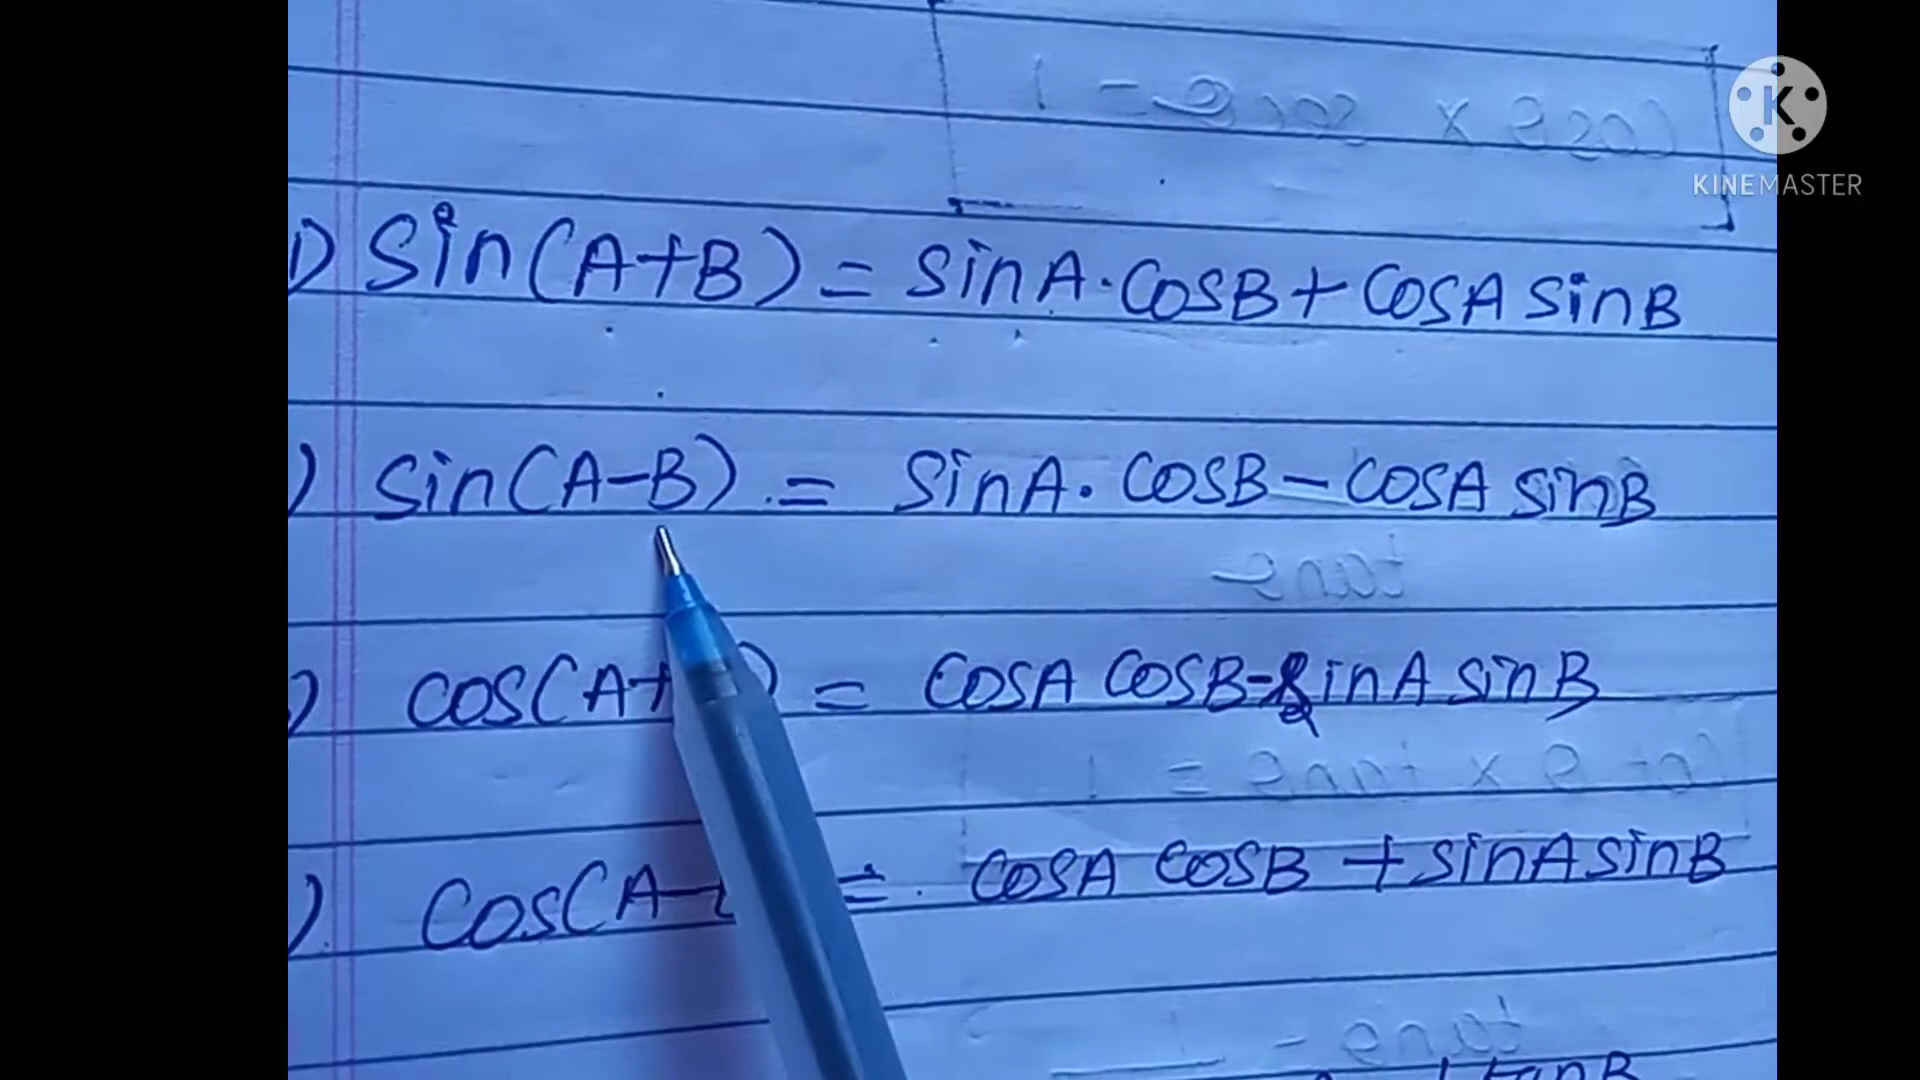 KINEMASTER
1) Sin(A+B) = sinA·cosB+cosA sinB
) sin(A-B) = sinA·cosB-cosA sinB
) cos(A+ ) = cosA cosB-sinA sinB
). cos(A- = cosA cosB +sinA sinB
tanB